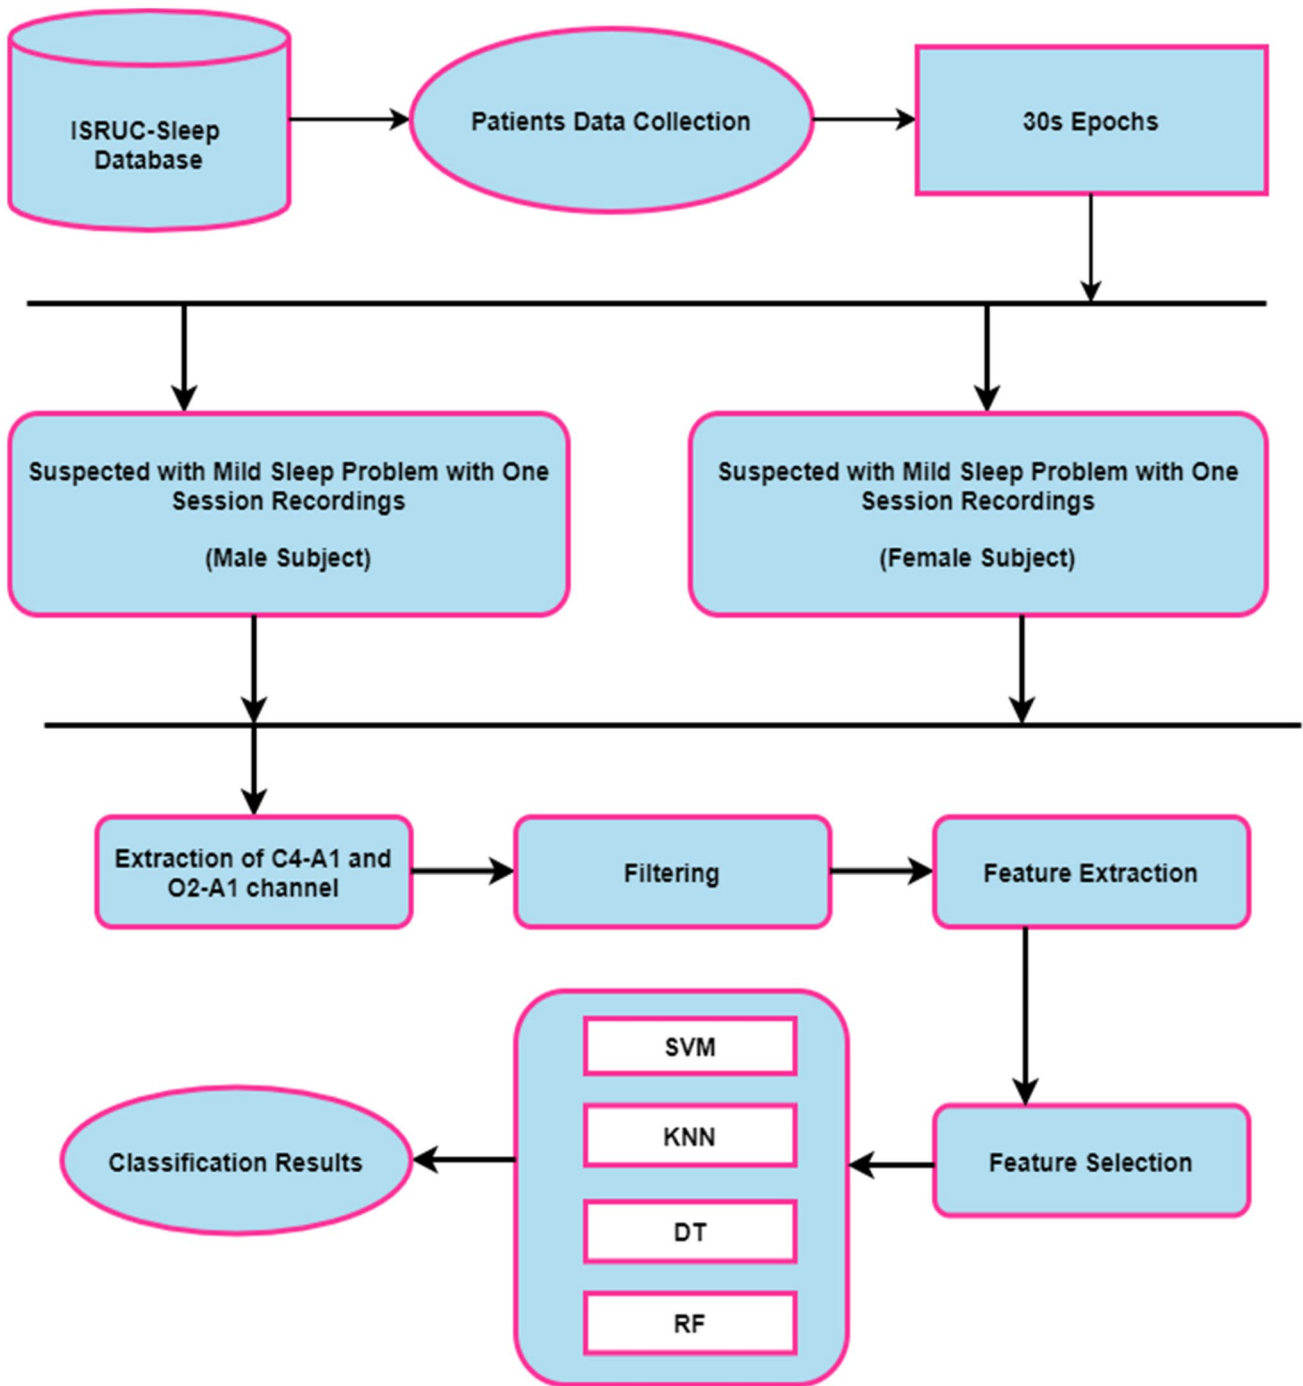 ISRUC-Sleep
Database
Patients Data Collection
30s Epochs
Suspected with Mild Sleep Problem with One
Session Recordings
(Male Subject)
Suspected with Mild Sleep Problem with One
Session Recordings
(Female Subject)
Extraction of C4-A1 and
O2-A1 channel
Filtering
Feature Extraction
SVM
KNN
DT
RF
Feature Selection
Classification Results